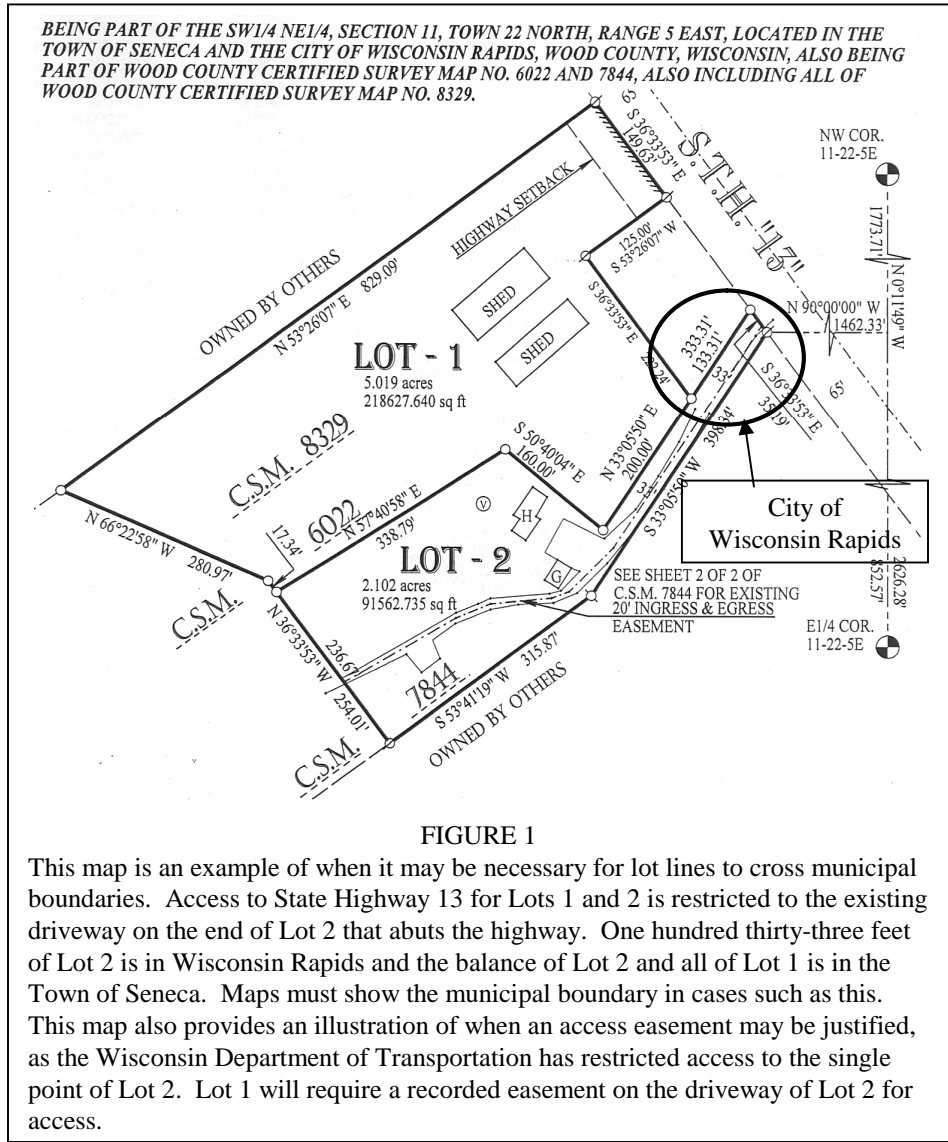 BEING PART OF THE SW1/4 NE1/4, SECTION 11, TOWN 22 NORTH, RANGE 5 EAST, LOCATED IN THE
TOWN OF SENECA AND THE CITY OF WISCONSIN RAPIDS, WOOD COUNTY, WISCONSIN, ALSO BEING
PART OF WOOD COUNTY CERTIFIED SURVEY MAP NO. 6022 AND 7844, ALSO INCLUDING ALL OF
WOOD COUNTY CERTIFIED SURVEY MAP NO. 8329.
65'
S 36°33'53" E
149.63'
S.T.H. "13"
NW COR.
11-22-5E
HIGHWAY SETBACK
125.00'
S 53°26'07" W
1773.71'
N 0°11'49" W
OWNED BY OTHERS
N 53°26'07" E 829.09'
SHED
SHED
S 36°33'53" E
N 90°00'00" W
1462.33'
333.31'
133.31'
33'
S 36°33'53" E
35.19'
65'
LOT - 1
5.019 acres
218627.640 sq ft
C.S.M. 8329
S 50°40'04" E
160.00'
N 33°05'50" E
200.00'
398.34'
S 33°05'50" W
33'
City of
Wisconsin Rapids
N 66°22'58" W
280.97'
17.34'
C.S.M. 6022
N 57°40'58" E
338.79'
V
H
G
LOT - 2
2.102 acres
91562.735 sq ft
SEE SHEET 2 OF 2 OF
C.S.M. 7844 FOR EXISTING
20' INGRESS & EGRESS
EASEMENT
2626.28'
852.57'
E1/4 COR.
11-22-5E
N 36°33'53" W
236.67'
254.01'
C.S.M. 7844
S 53°41'19" W 315.87'
OWNED BY OTHERS
FIGURE 1
This map is an example of when it may be necessary for lot lines to cross municipal
boundaries. Access to State Highway 13 for Lots 1 and 2 is restricted to the existing
driveway on the end of Lot 2 that abuts the highway. One hundred thirty-three feet
of Lot 2 is in Wisconsin Rapids and the balance of Lot 2 and all of Lot 1 is in the
Town of Seneca. Maps must show the municipal boundary in cases such as this.
This map also provides an illustration of when an access easement may be justified,
as the Wisconsin Department of Transportation has restricted access to the single
point of Lot 2. Lot 1 will require a recorded easement on the driveway of Lot 2 for
access.